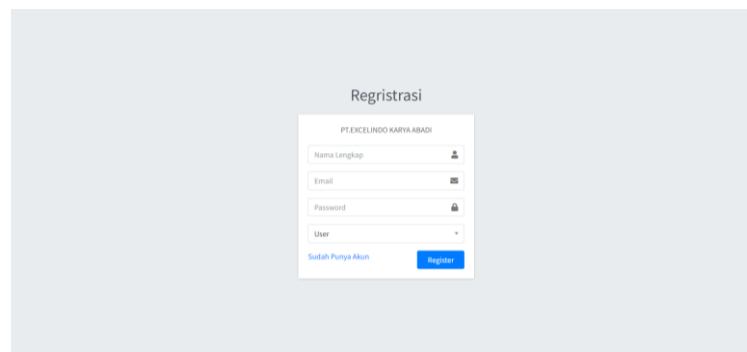 Regristrasi
PT.EXCELINDO KARYA ABADI
Nama Lengkap
Email
Password
User
Sudah Punya Akun
Register